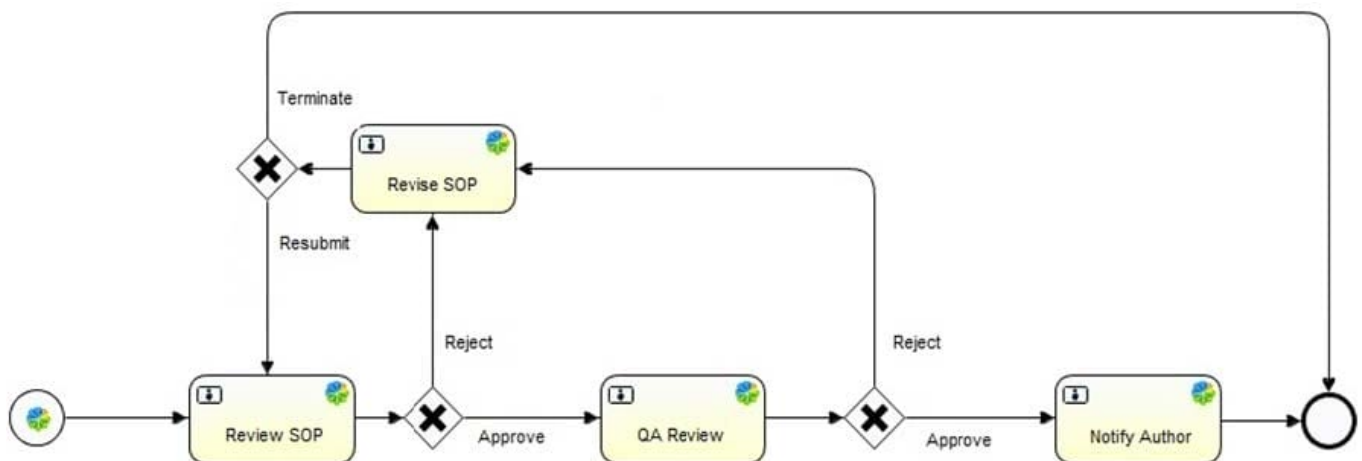 Terminate
Revise SOP
Resubmit
Reject
Reject
Review SOP
Approve
QA Review
Approve
Notify Author